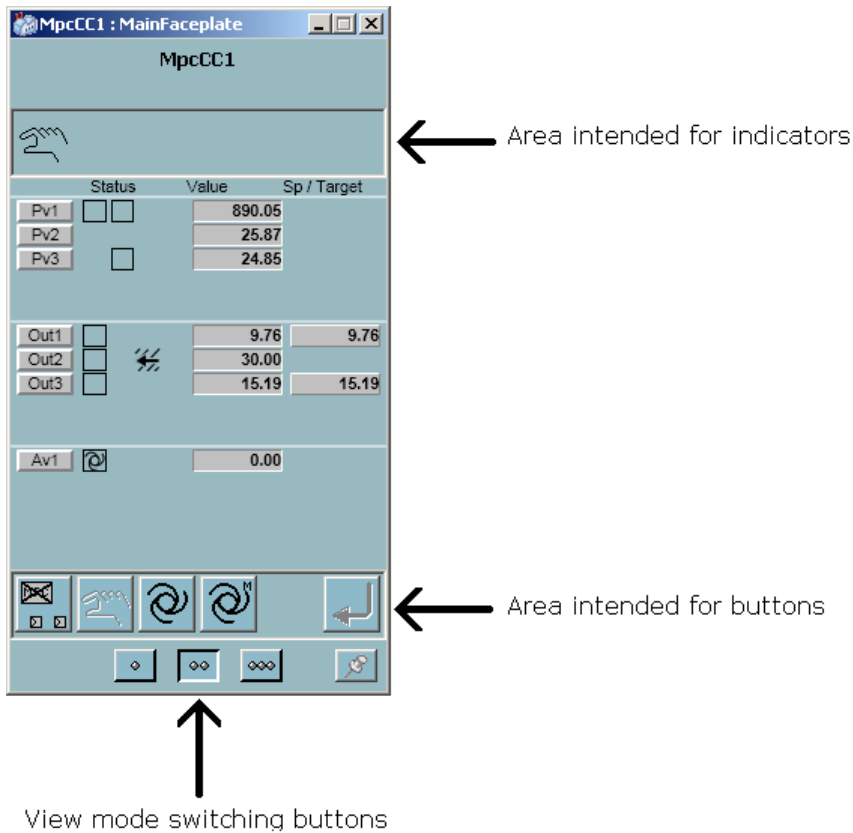 MpcCC1 : MainFaceplate
MpcCC1
Area intended for indicators
Status Value Sp / Target
Pv1 890.05
Pv2 25.87
Pv3 24.85
Out1 9.76 9.76
Out2 30.00
Out3 15.19 15.19
Av1 0.00
MPC
M
Area intended for buttons
View mode switching buttons